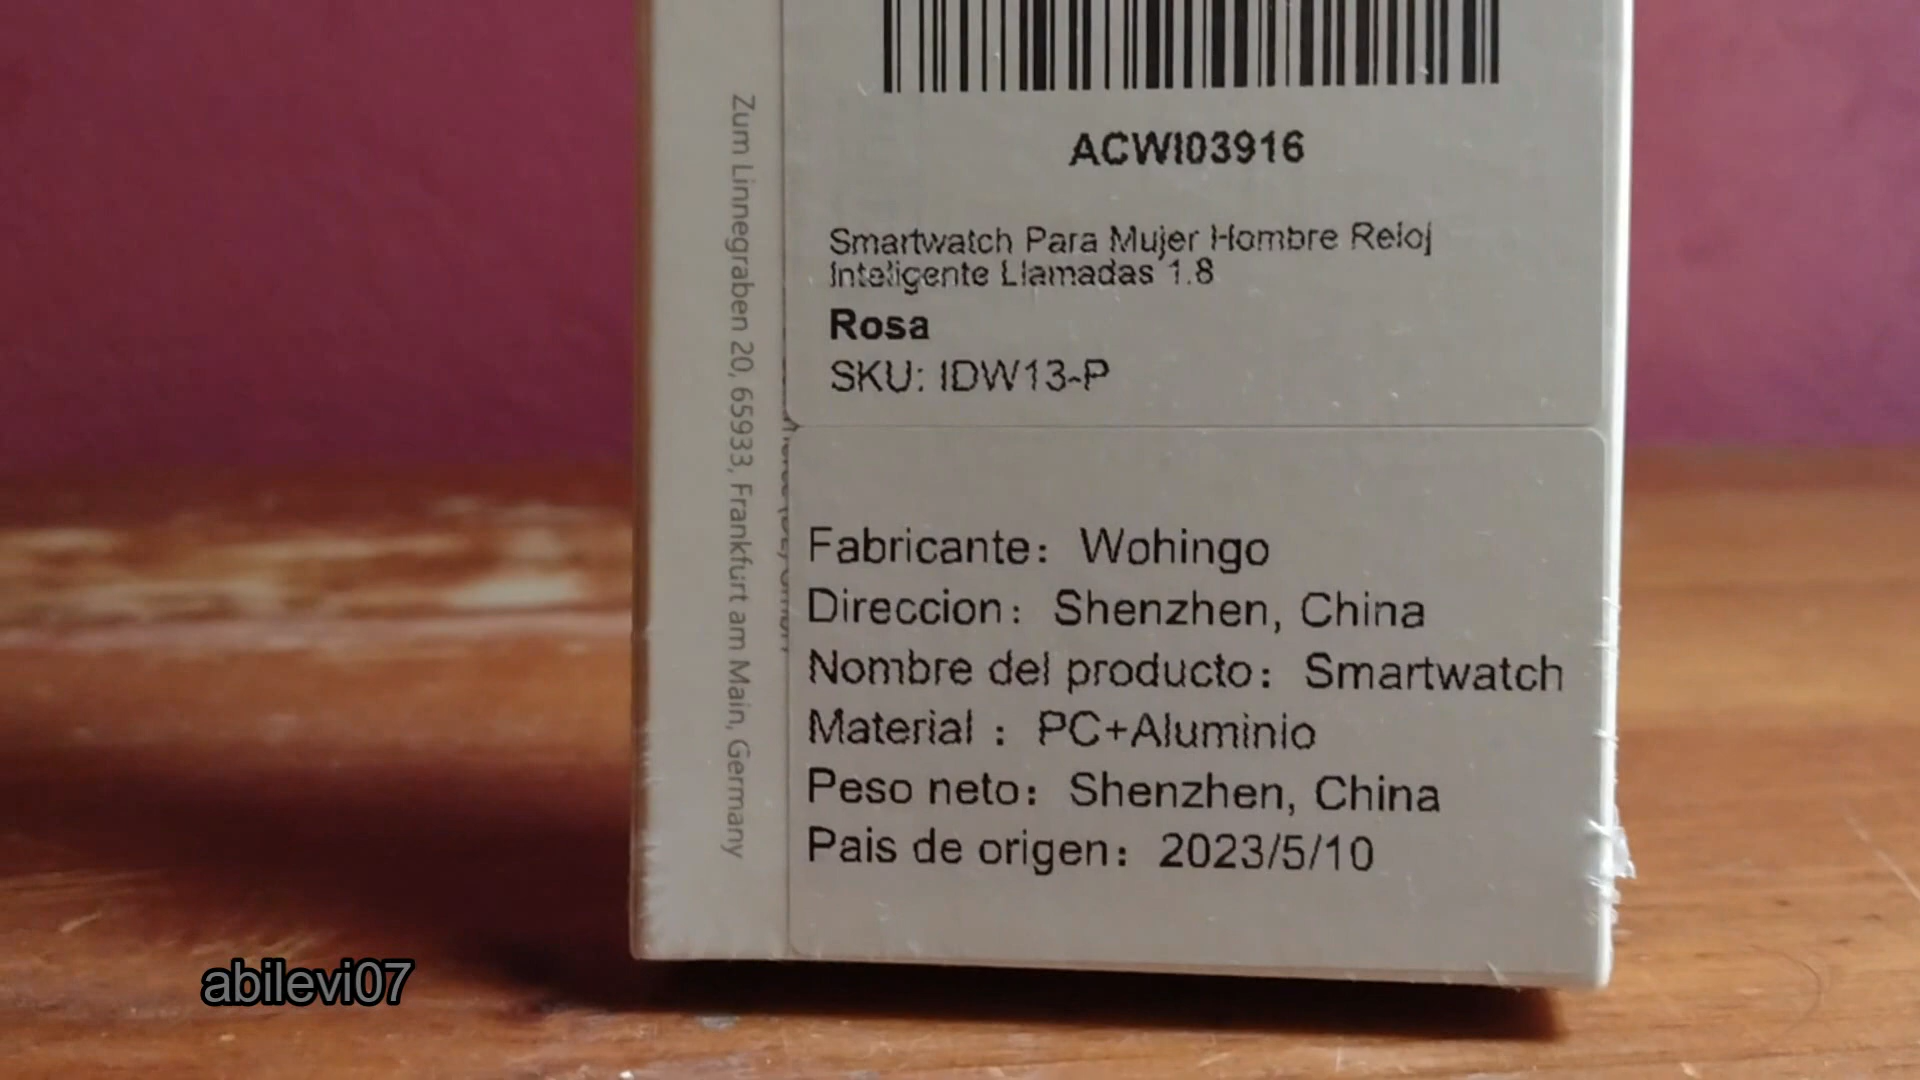 ACWI03916
Smartwatch Para Mujer Hombre Reloj
Inteligente Llamadas 1.8
Rosa
SKU: IDW13-P
Fabricante: Wohingo
Direccion: Shenzhen, China
Nombre del producto: Smartwatch
Material : PC+Aluminio
Peso neto: Shenzhen, China
Pais de origen: 2023/5/10
Zum Linnegraben 20, 65933, Frankfurt am Main, Germany
abilevi07